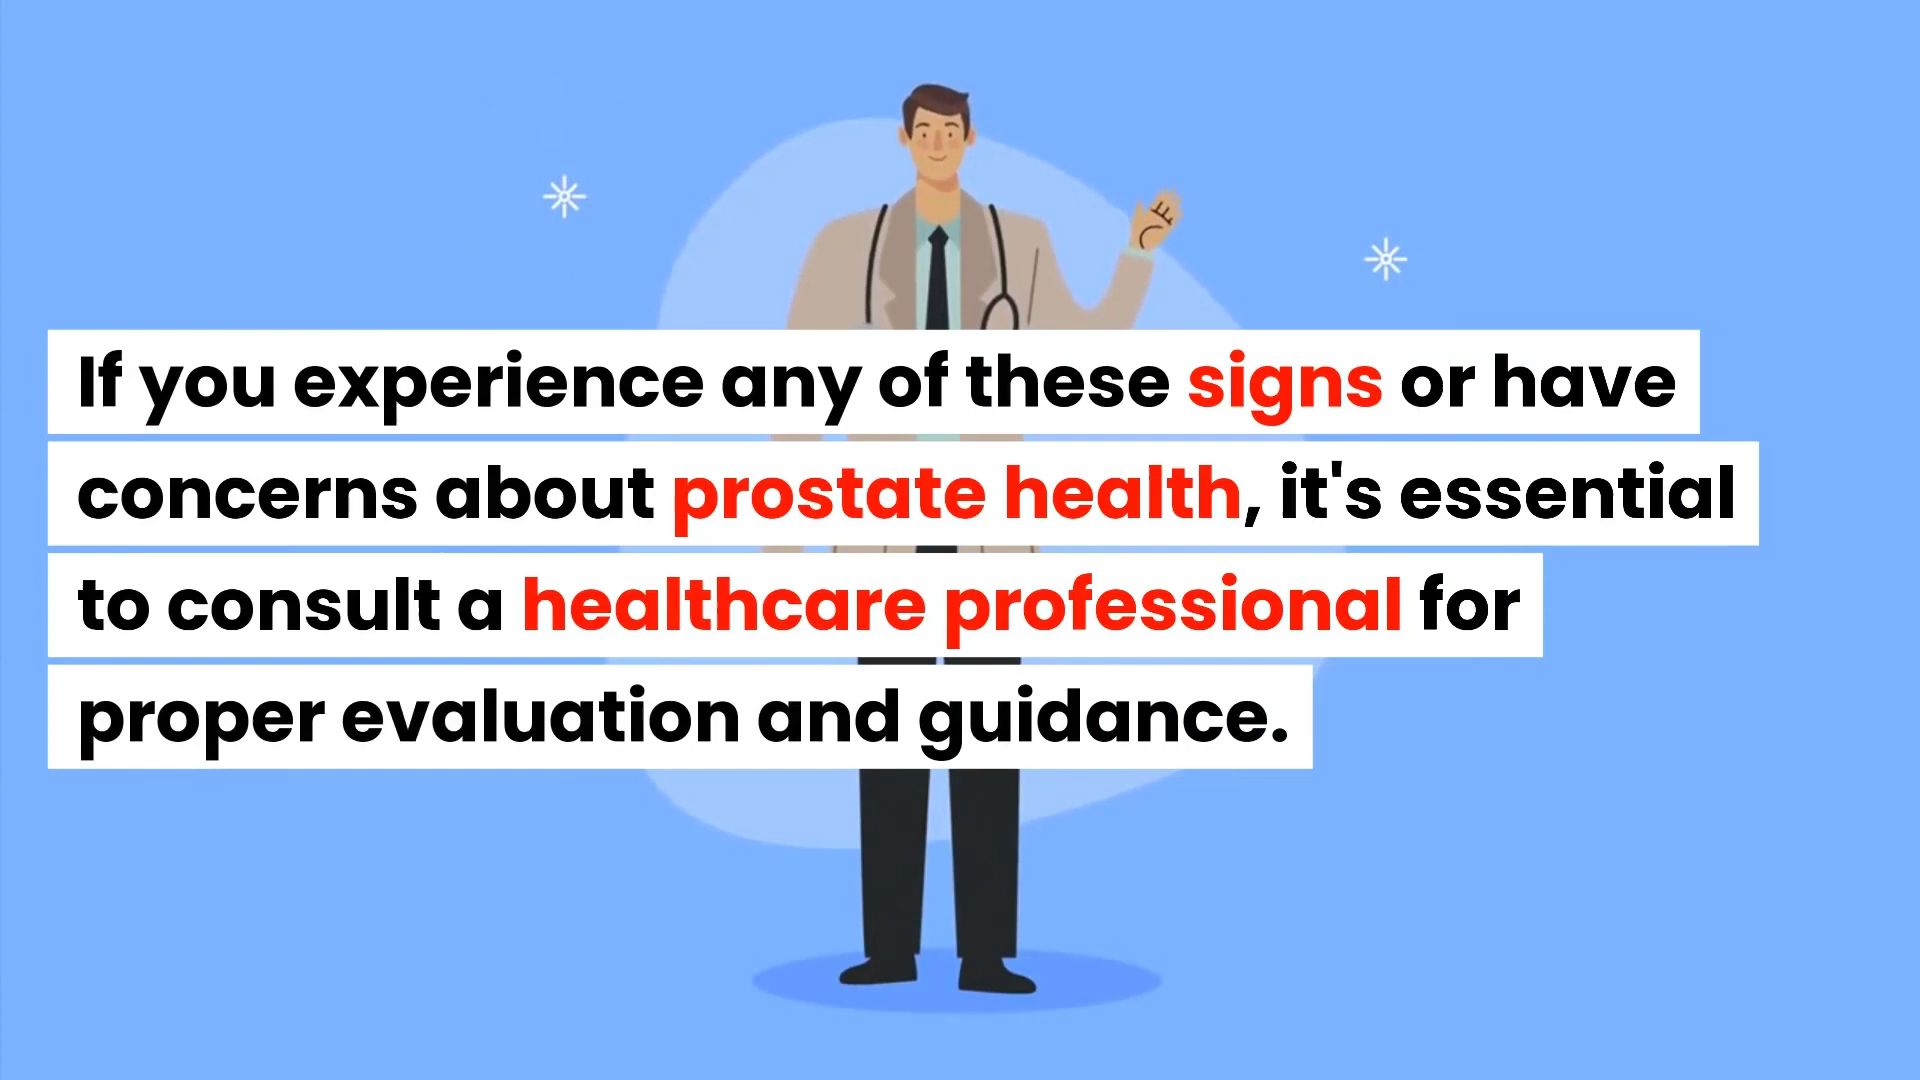 If you experience any of these signs or have
concerns about prostate health, it's essential
to consult a healthcare professional for
proper evaluation and guidance.